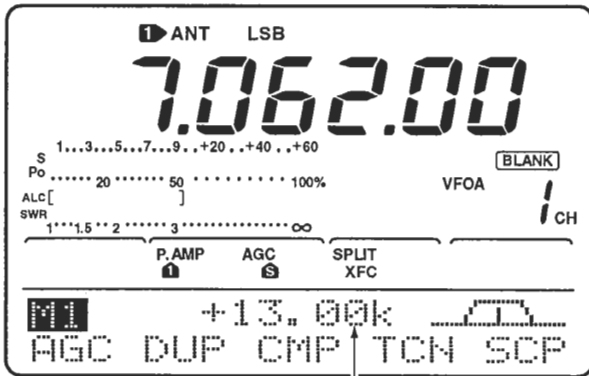 1 ANT LSB
7.062.00
S 1...3...5...7...9..+20..+40..+60
BLANK
Po ...... 20 ...... 50 ......... 100%
VFOA
1 CH
ALC [ ]
SWR 1...1.5..2......3............∞
P.AMP AGC SPLIT
1 S XFC
M1 +13.00k
AGC DUP CMP TCN SCP